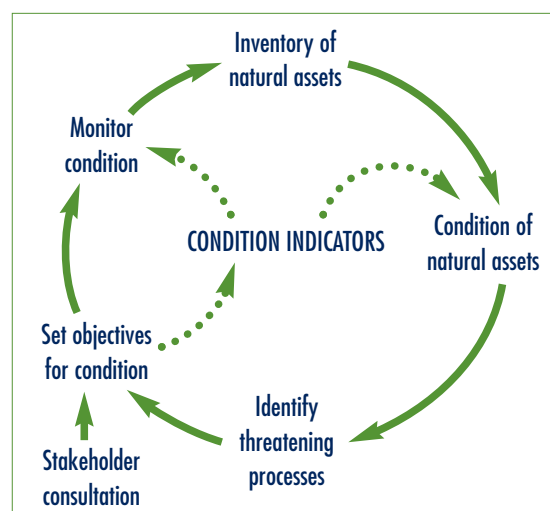 Inventory of
natural assets
Monitor
condition
CONDITION INDICATORS
Condition of
natural assets
Set objectives
for condition
Identify
threatening
processes
Stakeholder
consultation